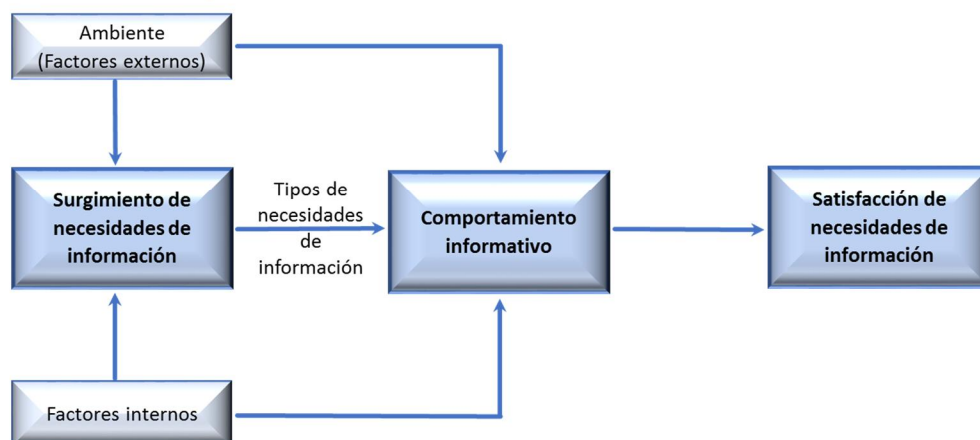 Ambiente
(Factores externos)
Surgimiento de
necesidades de
información
Tipos de
necesidades
de
información
Comportamiento
informativo
Satisfacción de
necesidades de
información
Factores internos